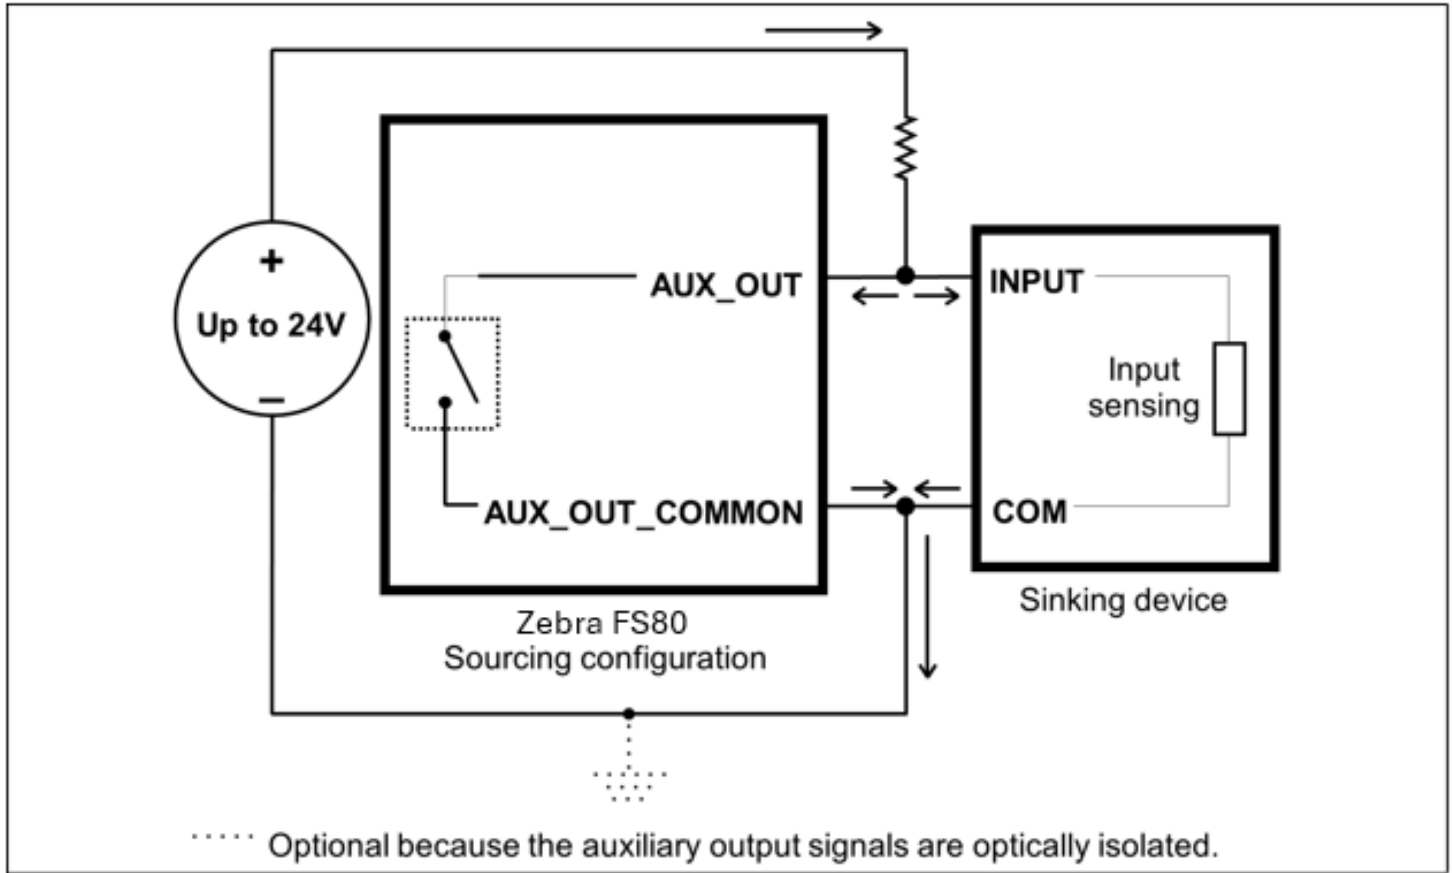 +
Up to 24V
−
AUX_OUT
INPUT
Input
sensing
AUX_OUT_COMMON
COM
Zebra FS80
Sourcing configuration
Sinking device
Optional because the auxiliary output signals are optically isolated.